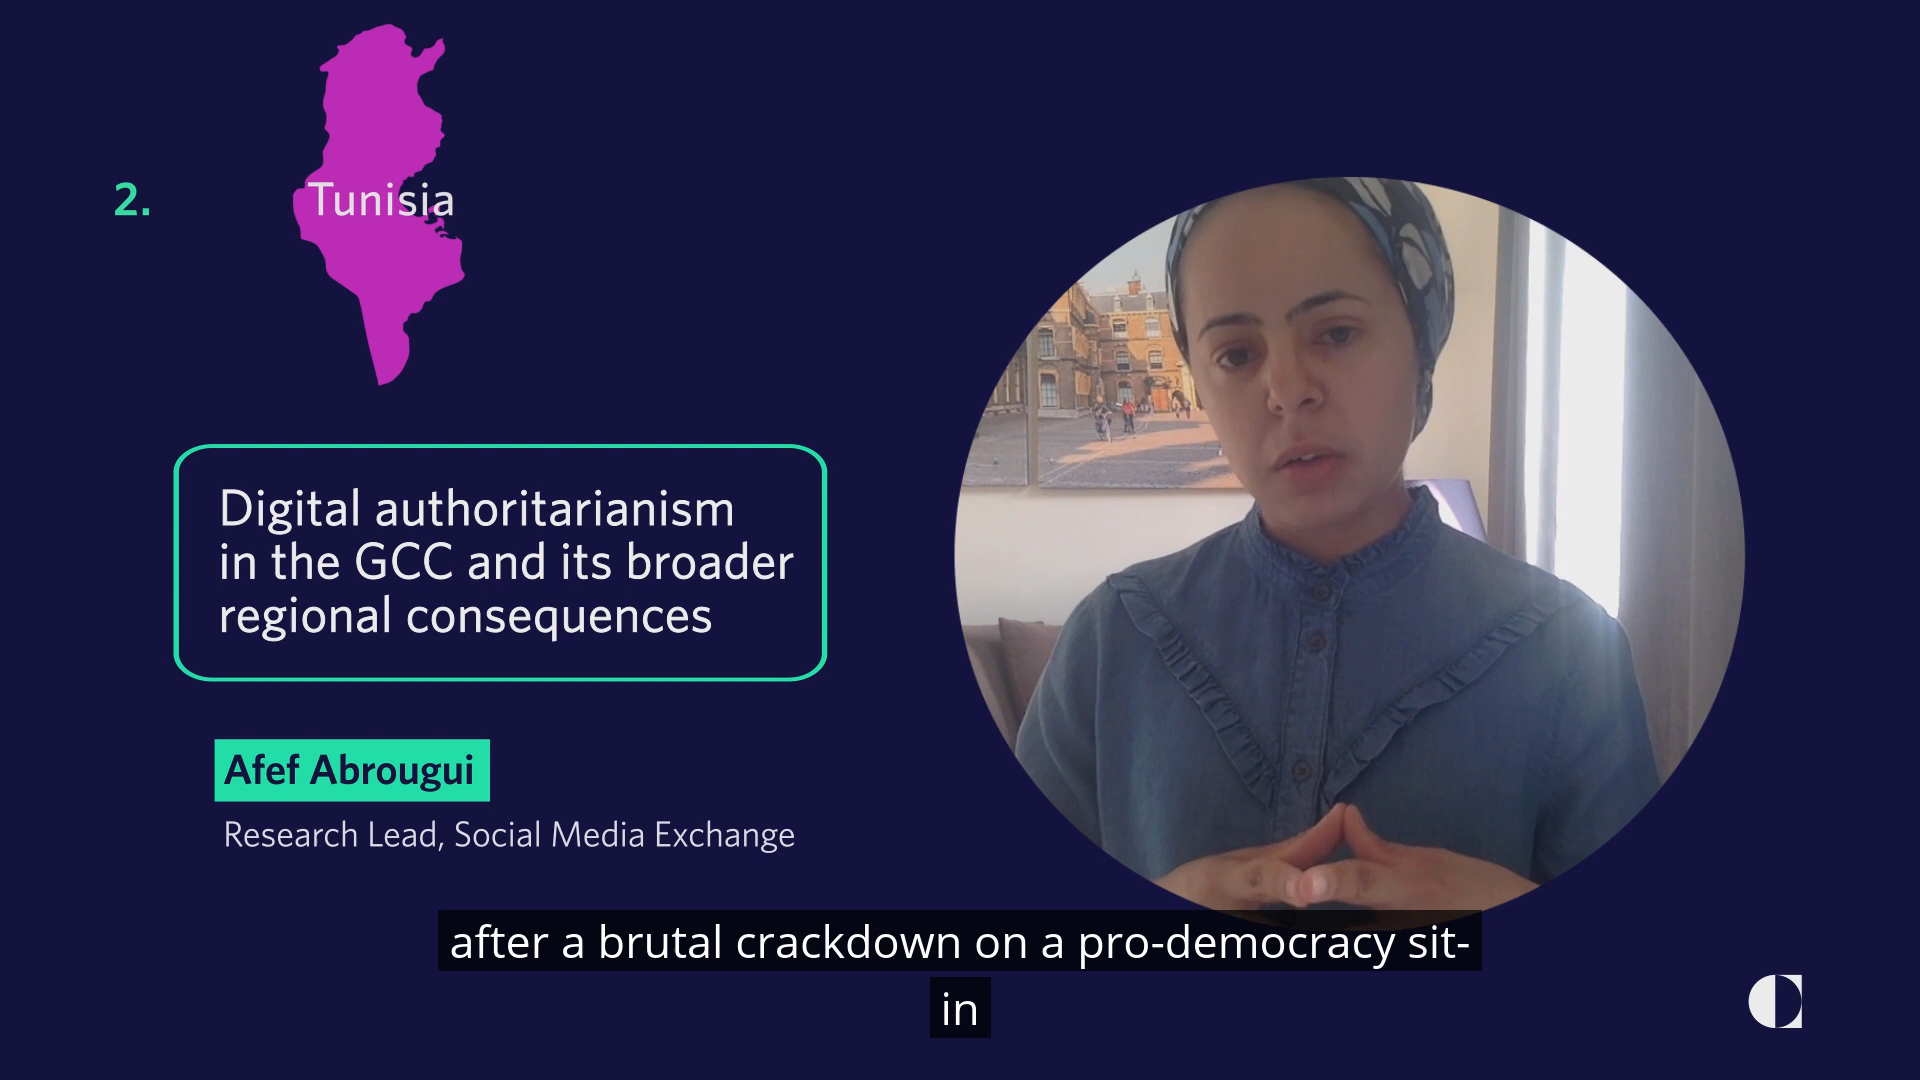 2.
Tunisia
Digital authoritarianism
in the GCC and its broader
regional consequences
Afef Abrougui
Research Lead, Social Media Exchange
after a brutal crackdown on a pro-democracy sit-
in